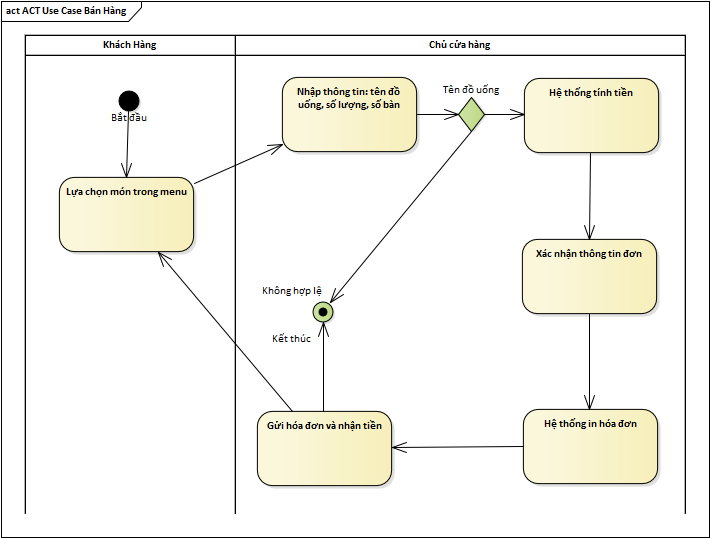 act ACT Use Case Bán Hàng
Khách Hàng
Chủ cửa hàng
Bắt đầu
Nhập thông tin: tên đồ
uống, số lượng, số bàn
Tên đồ uống
Hệ thống tính tiền
Lựa chọn món trong menu
Xác nhận thông tin đơn
Không hợp lệ
Kết thúc
Gửi hóa đơn và nhận tiền
Hệ thống in hóa đơn